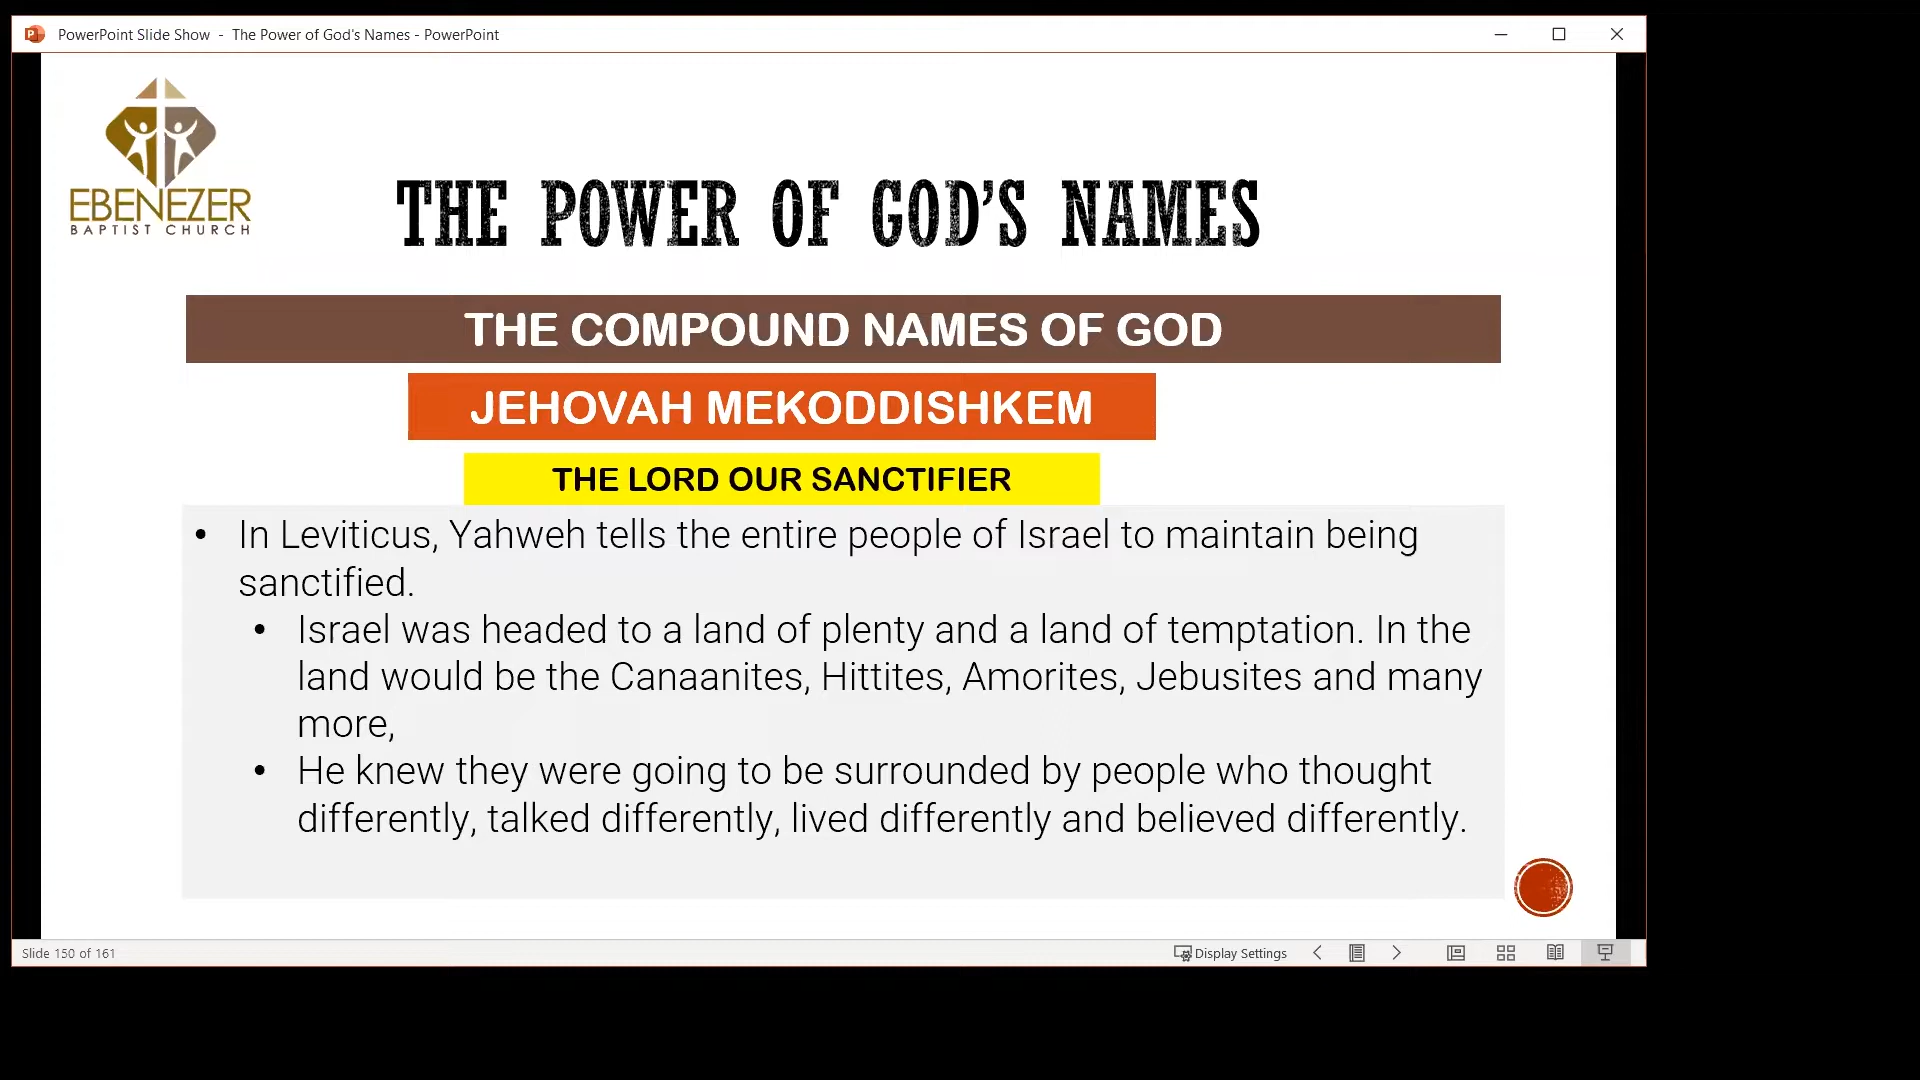 PowerPoint Slide Show - The Power of God's Names - PowerPoint
EBENEZER
BAPTIST CHURCH
THE POWER OF GOD'S NAMES
THE COMPOUND NAMES OF GOD
JEHOVAH MEKODDISHKEM
THE LORD OUR SANCTIFIER
• In Leviticus, Yahweh tells the entire people of Israel to maintain being
sanctified.
• Israel was headed to a land of plenty and a land of temptation. In the
land would be the Canaanites, Hittites, Amorites, Jebusites and many
more,
• He knew they were going to be surrounded by people who thought
differently, talked differently, lived differently and believed differently.
Slide 150 of 161
Display Settings